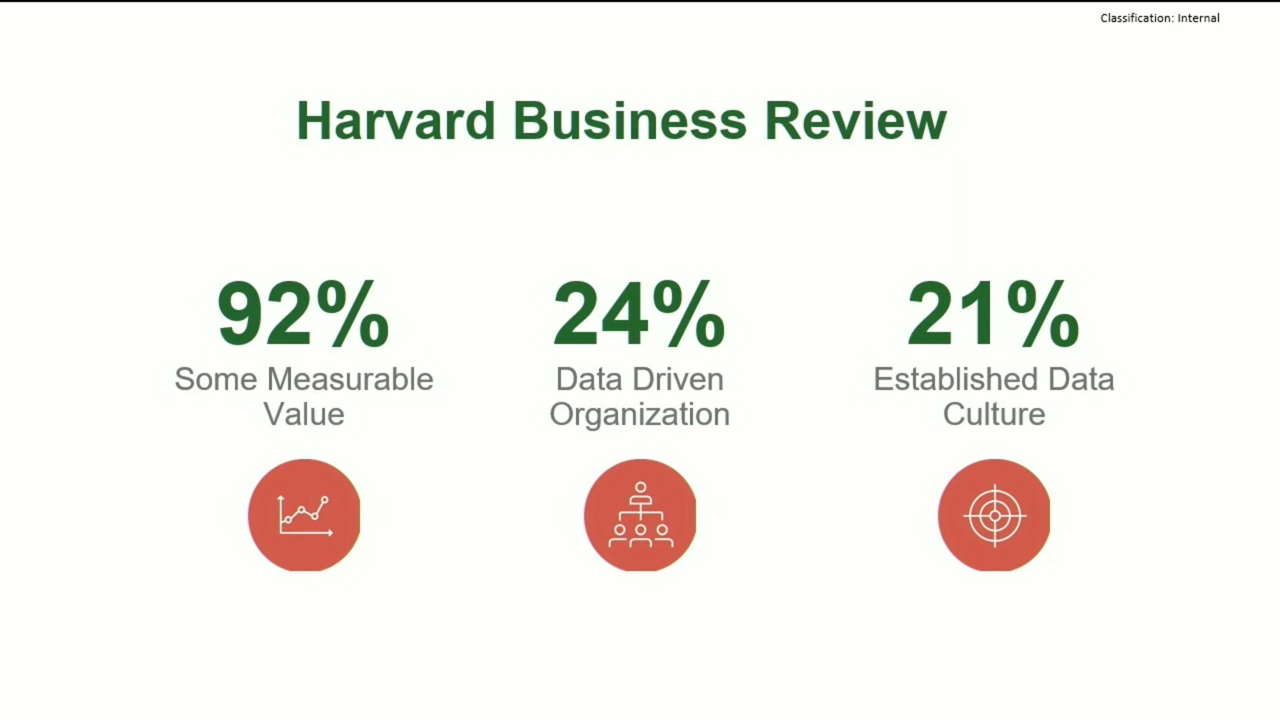 Classification: Internal
Harvard Business Review
92%
Some Measurable
Value
24%
Data Driven
Organization
21%
Established Data
Culture